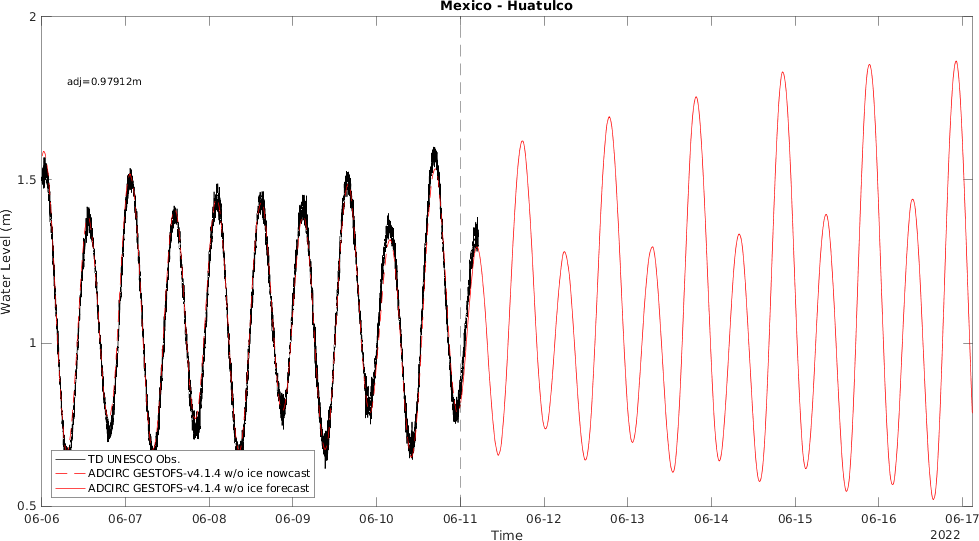 Mexico - Huatulco
2
adj=0.97912m
1.5
Water Level (m)
1
TD UNESCO Obs.
ADCIRC GESTOFS-v4.1.4 w/o ice nowcast
ADCIRC GESTOFS-v4.1.4 w/o ice forecast
0.5
06-06 06-07 06-08 06-09 06-10 06-11 06-12 06-13 06-14 06-15 06-16 06-17
Time 2022